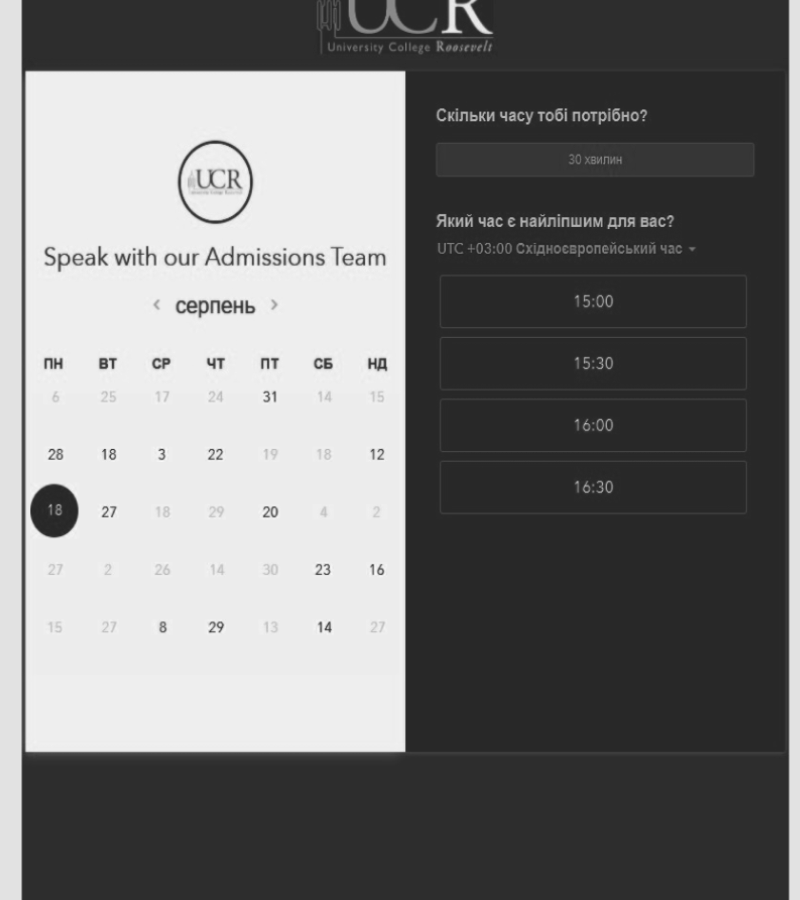 UCR
University College Roosevelt
UCR
Speak with our Admissions Team
‹ серпень ›
ПН ВТ СР ЧТ ПТ СБ НД
6 25 17 24 31 14 15
28 18 3 22 19 18 12
18 27 18 29 20 4 2
27 2 26 14 30 23 16
15 27 8 29 13 14 27
Скільки часу тобі потрібно?
30 хвилин
Який час є найліпшим для вас?
UTC +03:00 Східноєвропейський час
15:00
15:30
16:00
16:30